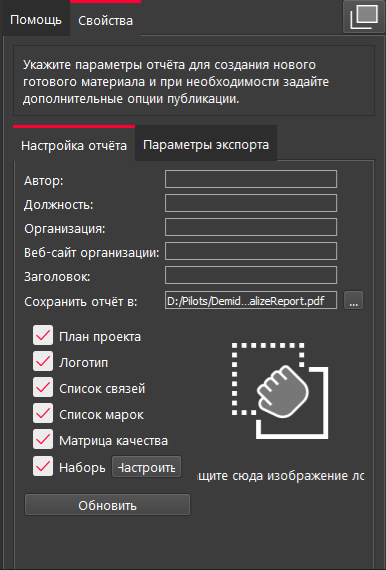 Помощь
Свойства
Укажите параметры отчёта для создания нового
готового материала и при необходимости задайте
дополнительные опции публикации.
Настройка отчёта
Параметры экспорта
Автор:
Должность:
Организация:
Веб-сайт организации:
Заголовок:
Сохранить отчёт в: D:/Pilots/Demid...alizeReport.pdf ...
План проекта
Логотип
Список связей
Список марок
Матрица качества
Наборь Настроить
ащите сюда изображение ло
Обновить